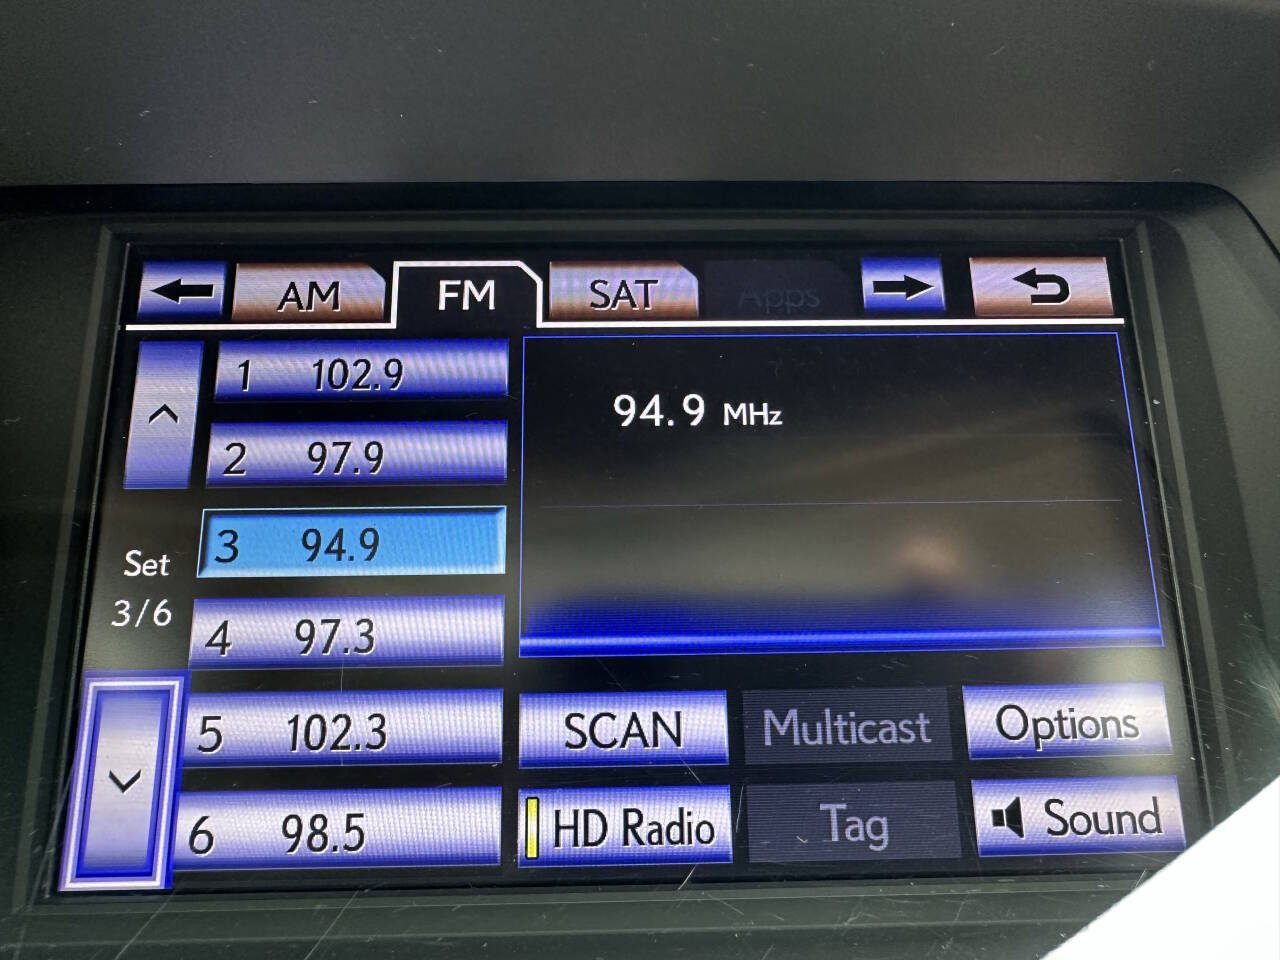 AM FM SAT Apps
1 102.9
2 97.9
3 94.9
4 97.3
5 102.3
6 98.5
Set
3/6
94.9 MHz
SCAN Multicast Options
HD Radio Tag Sound